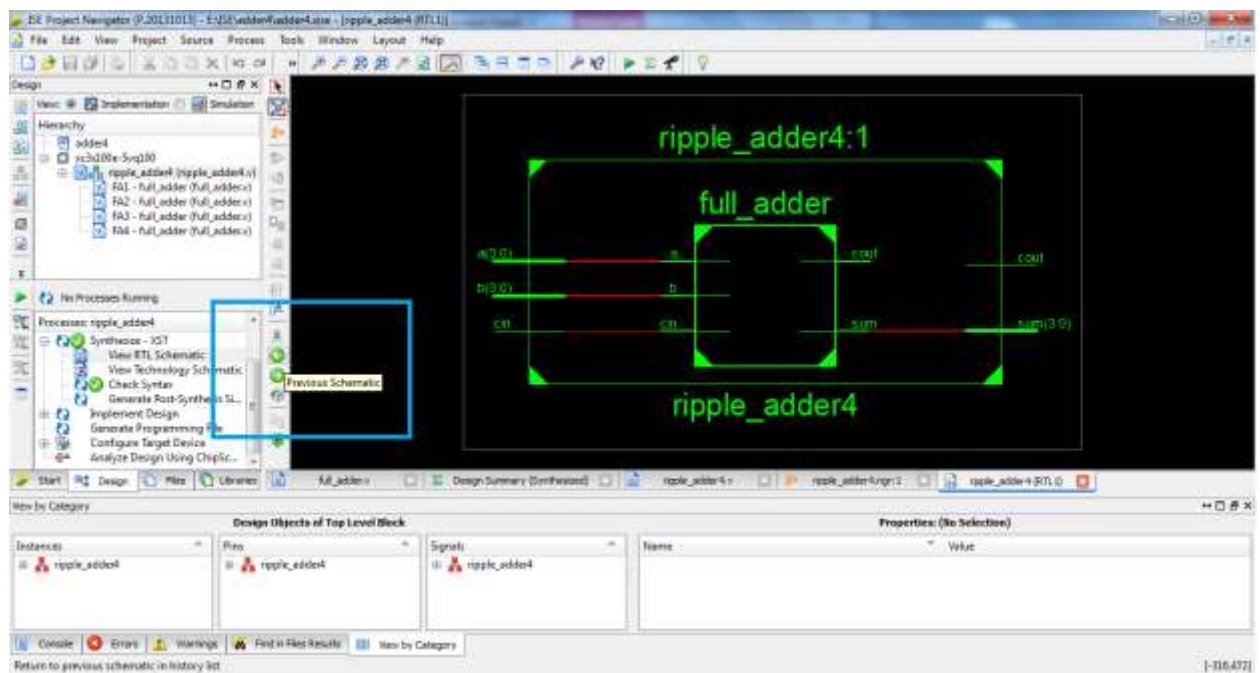 ISE Project Navigator (P.20131013) - E:\ISE\adder4\adder4.xise - [ripple_adder4 (RTL1)]
File Edit View Project Source Process Tools Window Layout Help
Design
View: Implementation Simulation
Hierarchy
adder4
xc3s100e-5vq100
ripple_adder4 (ripple_adder4.v)
FA1 - full_adder (full_adder.v)
FA2 - full_adder (full_adder.v)
FA3 - full_adder (full_adder.v)
FA4 - full_adder (full_adder.v)
No Processes Running
Processes: ripple_adder4
Synthesize - XST
View RTL Schematic
View Technology Schematic
Check Syntax
Generate Post-Synthesis Si...
Implement Design
Generate Programming File
Configure Target Device
Analyze Design Using ChipSc...
Previous Schematic
ripple_adder4:1
full_adder
a(3:0) a cout cout
b(3:0) b
cin cin sum sum(3:0)
ripple_adder4
Start Design Files Libraries
full_adder.v Design Summary (Synthesized) ripple_adder4.v ripple_adder4.ngr:1 ripple_adder4 (RTL1)
View by Category
Design Objects of Top Level Block Properties: (No Selection)
Instances Pins Signals Name Value
ripple_adder4 ripple_adder4 ripple_adder4
Console Errors Warnings Find in Files Results View by Category
Return to previous schematic in history list [-316,472]